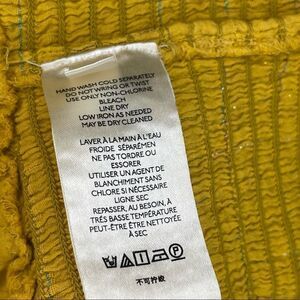 HAND WASH COLD SEPARATELY
DO NOT WRING OR TWIST
USE ONLY NON-CHLORINE
BLEACH
LINE DRY
LOW IRON AS NEEDED
MAY BE DRY CLEANED
LAVER À LA MAIN À L'EAU
FROIDE SÉPARÉMEN
NE PAS TORDRE OU
ESSORER
UTILISER UN AGENT DE
BLANCHIMENT SANS
CHLORE SI NÉCESSAIRE
LIGNE SEC
REPASSER, AU BESOIN, À
TRÉS BASSE TEMPÉRATURE
PEUT-ÊTRE ÊTRE NETTOYÉE
À SEC
不可拧绞